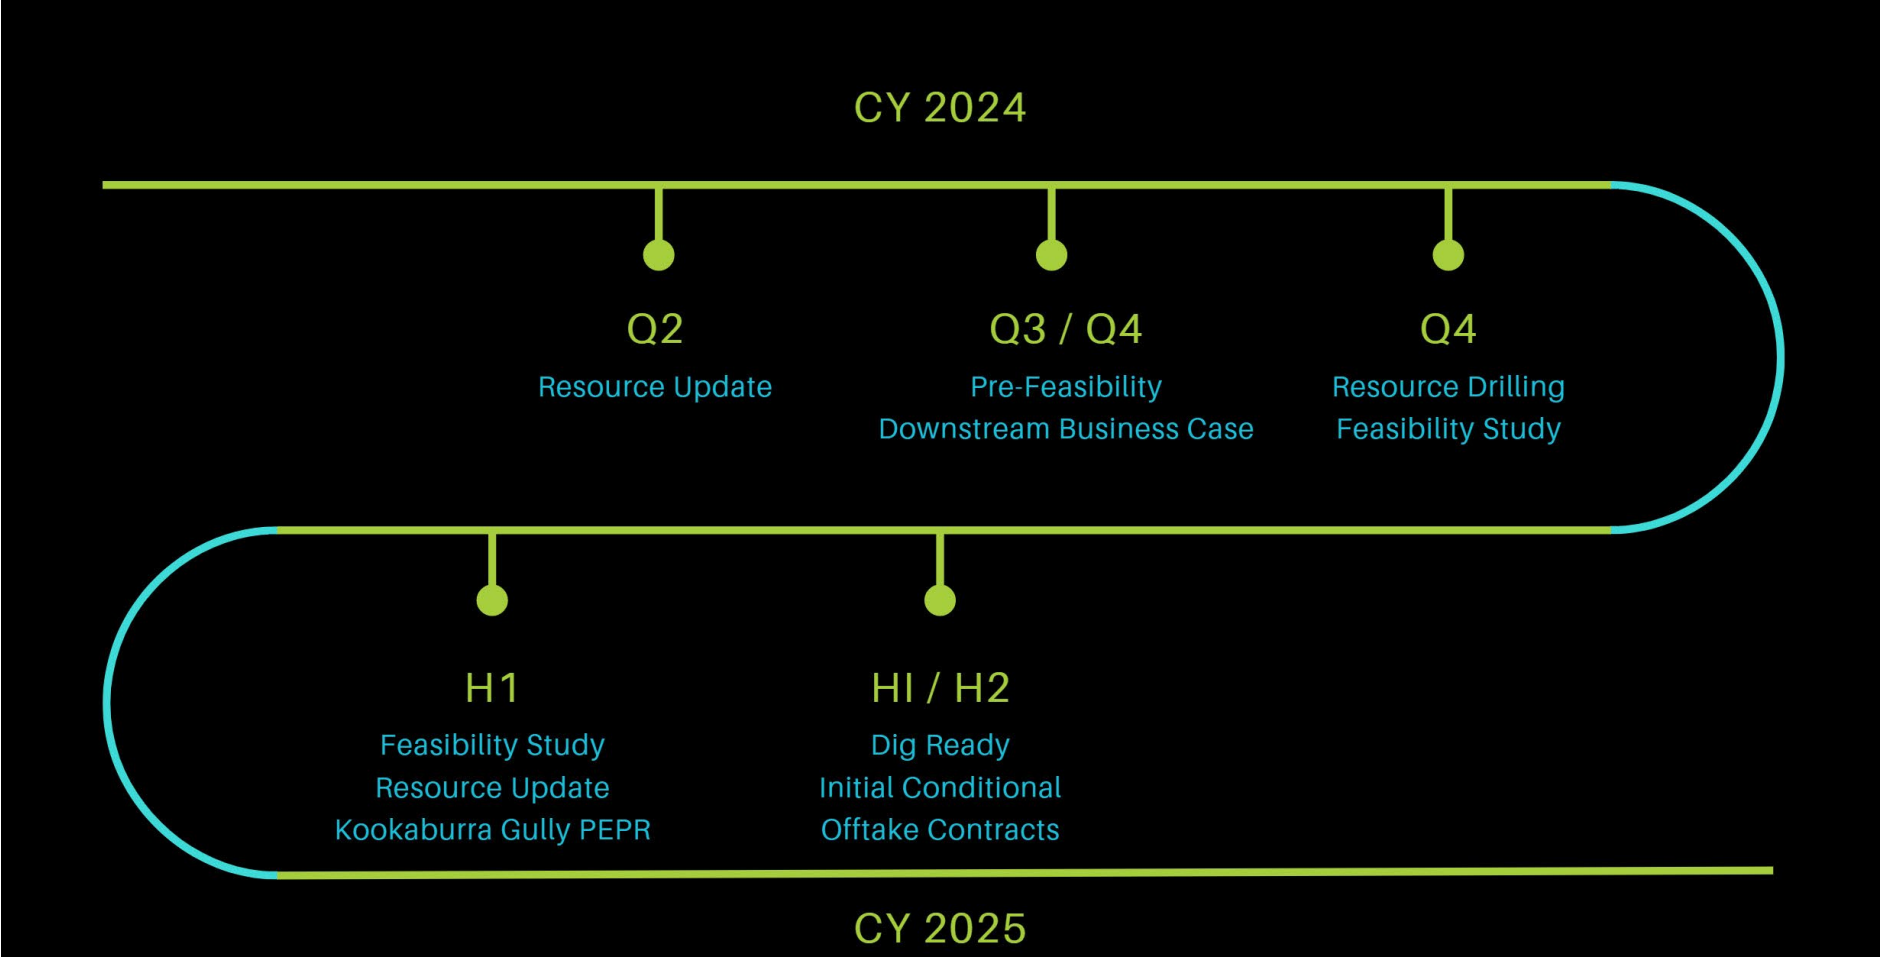 CY 2024
Q2
Resource Update
Q3 / Q4
Pre-Feasibility
Downstream Business Case
Q4
Resource Drilling
Feasibility Study
H1
Feasibility Study
Resource Update
Kookaburra Gully PEPR
HI / H2
Dig Ready
Initial Conditional
Offtake Contracts
CY 2025